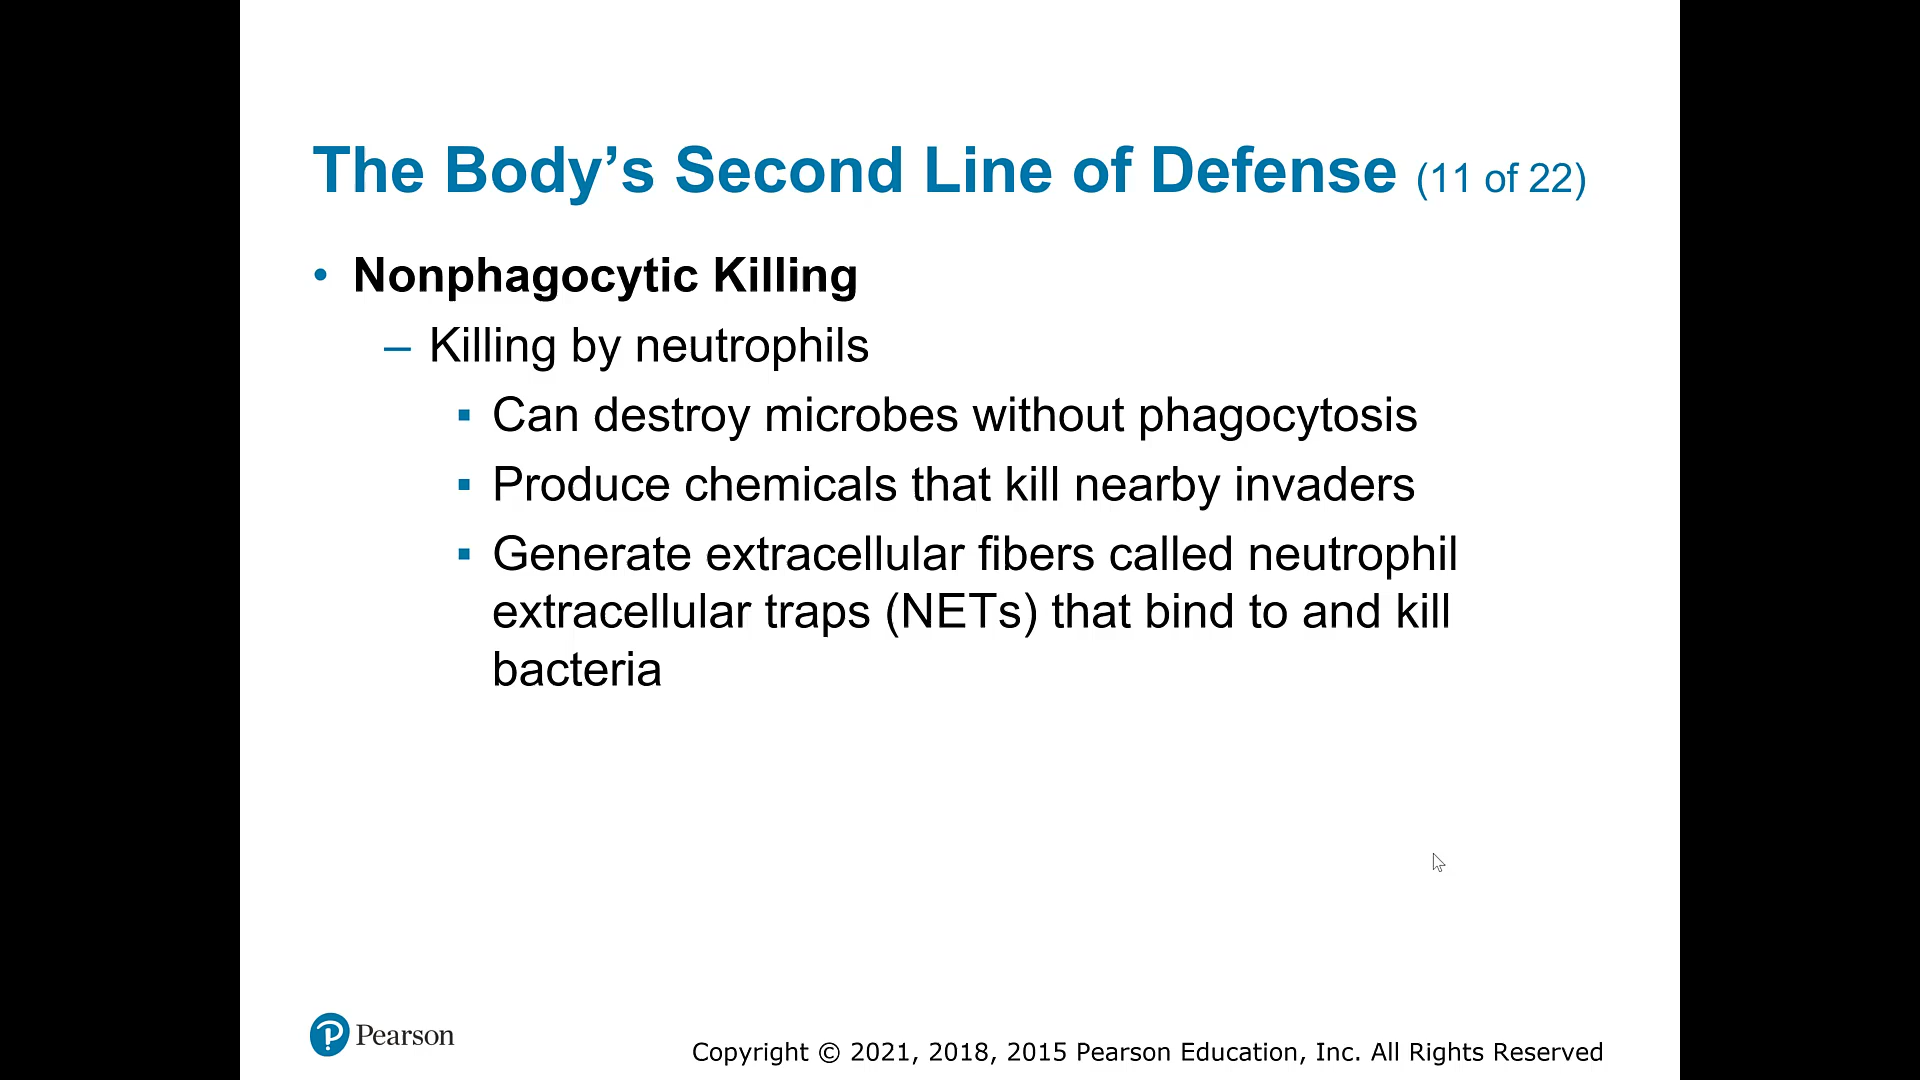 The Body’s Second Line of Defense (11 of 22)
• Nonphagocytic Killing
– Killing by neutrophils
▪ Can destroy microbes without phagocytosis
▪ Produce chemicals that kill nearby invaders
▪ Generate extracellular fibers called neutrophil
extracellular traps (NETs) that bind to and kill
bacteria
Pearson
Copyright © 2021, 2018, 2015 Pearson Education, Inc. All Rights Reserved